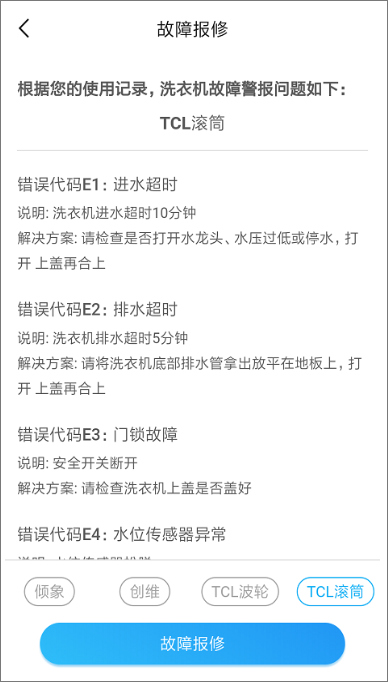 故障报修
根据您的使用记录，洗衣机故障警报问题如下：
TCL滚筒
错误代码E1: 进水超时
说明: 洗衣机进水超时10分钟
解决方案: 请检查是否打开水龙头、水压过低或停水，打
开 上盖再合上
错误代码E2: 排水超时
说明: 洗衣机排水超时5分钟
解决方案: 请将洗衣机底部排水管拿出放平在地板上，打
开 上盖再合上
错误代码E3: 门锁故障
说明: 安全开关断开
解决方案: 请检查洗衣机上盖是否盖好
错误代码E4: 水位传感器异常
倾象
创维
TCL波轮
TCL滚筒
故障报修